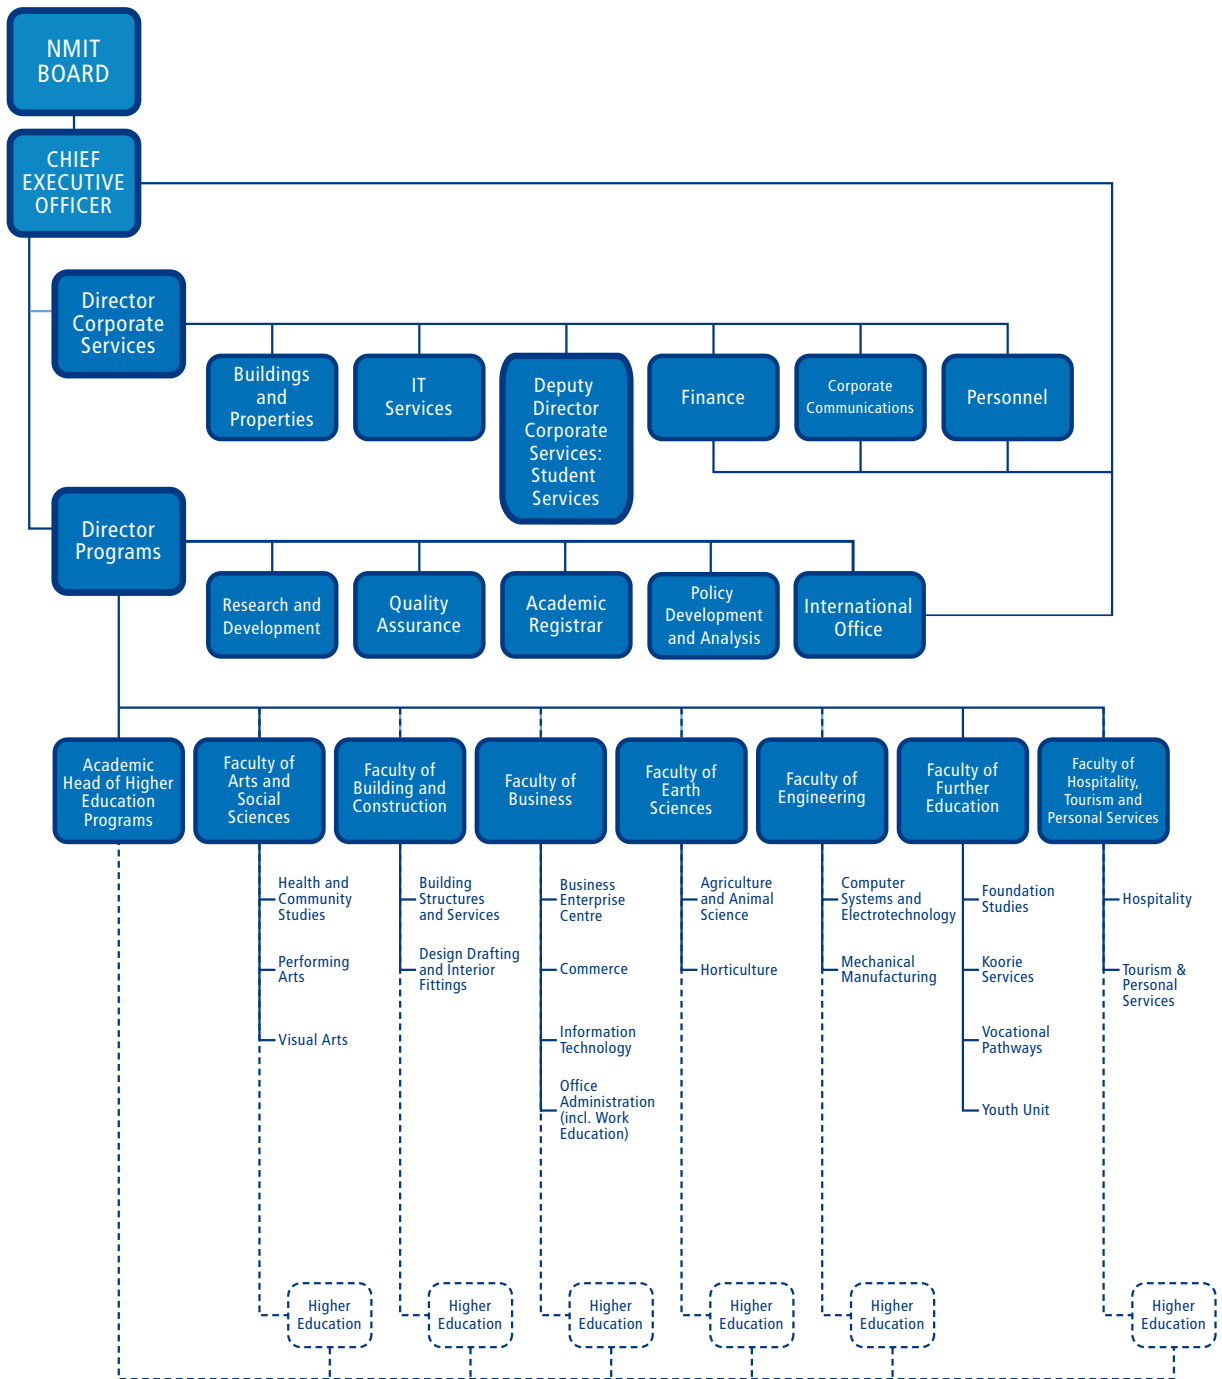 NMIT
BOARD
CHIEF
EXECUTIVE
OFFICER
Director
Corporate
Services
Buildings
and
Properties
IT
Services
Deputy
Director
Corporate
Services:
Student
Services
Finance
Corporate
Communications
Personnel
Director
Programs
Research and
Development
Quality
Assurance
Academic
Registrar
Policy
Development
and Analysis
International
Office
Academic
Head of Higher
Education
Programs
Faculty of
Arts and
Social
Sciences
Faculty of
Building and
Construction
Faculty of
Business
Faculty of
Earth
Sciences
Faculty of
Engineering
Faculty of
Further
Education
Faculty of
Hospitality,
Tourism and
Personal Services
Health and
Community
Studies
Performing
Arts
Visual Arts
Building
Structures
and Services
Design Drafting
and Interior
Fittings
Business
Enterprise
Centre
Commerce
Information
Technology
Office
Administration
(incl. Work
Education)
Agriculture
and Animal
Science
Horticulture
Computer
Systems and
Electrotechnology
Mechanical
Manufacturing
Foundation
Studies
Koorie
Services
Vocational
Pathways
Youth Unit
Hospitality
Tourism &
Personal
Services
Higher
Education
Higher
Education
Higher
Education
Higher
Education
Higher
Education
Higher
Education